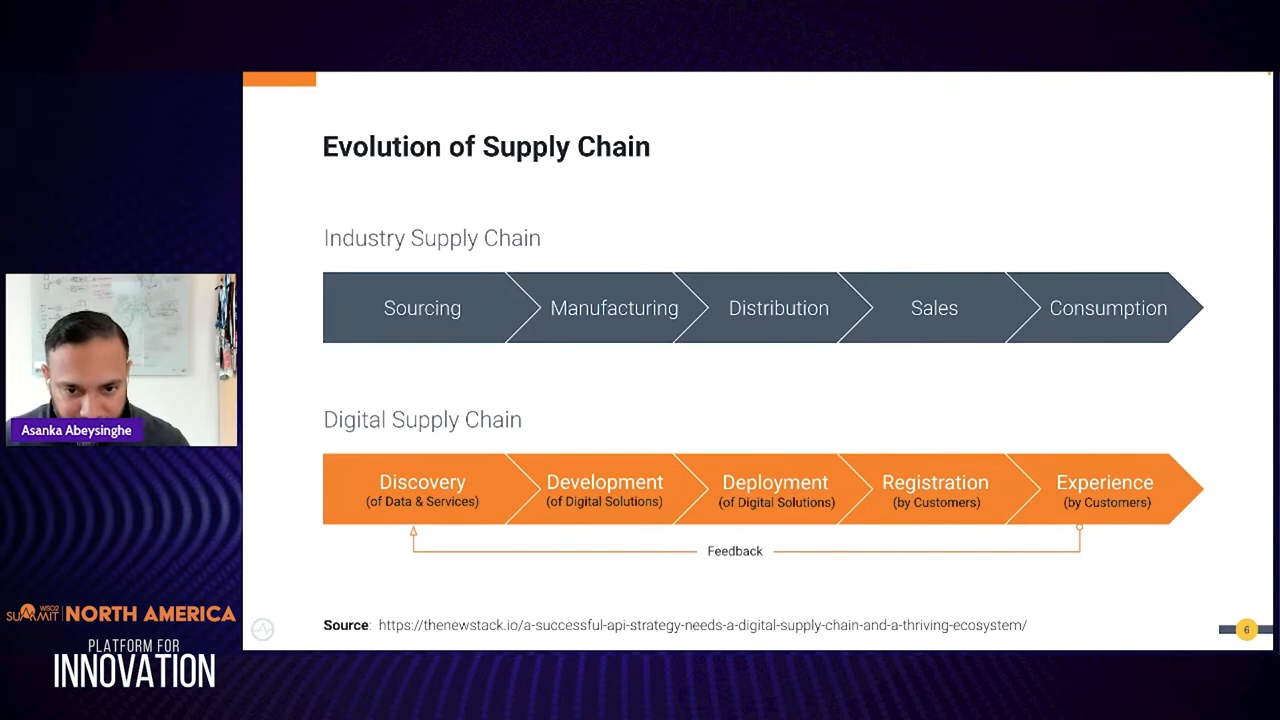 Evolution of Supply Chain
Industry Supply Chain
Sourcing
Manufacturing
Distribution
Sales
Consumption
Digital Supply Chain
Discovery
(of Data & Services)
Development
(of Digital Solutions)
Deployment
(of Digital Solutions)
Registration
(by Customers)
Experience
(by Customers)
Feedback
Source: https://thenewstack.io/a-successful-api-strategy-needs-a-digital-supply-chain-and-a-thriving-ecosystem/
6
Asanka Abeysinghe
WSO2
SUMMIT
NORTH AMERICA
PLATFORM FOR
INNOVATION